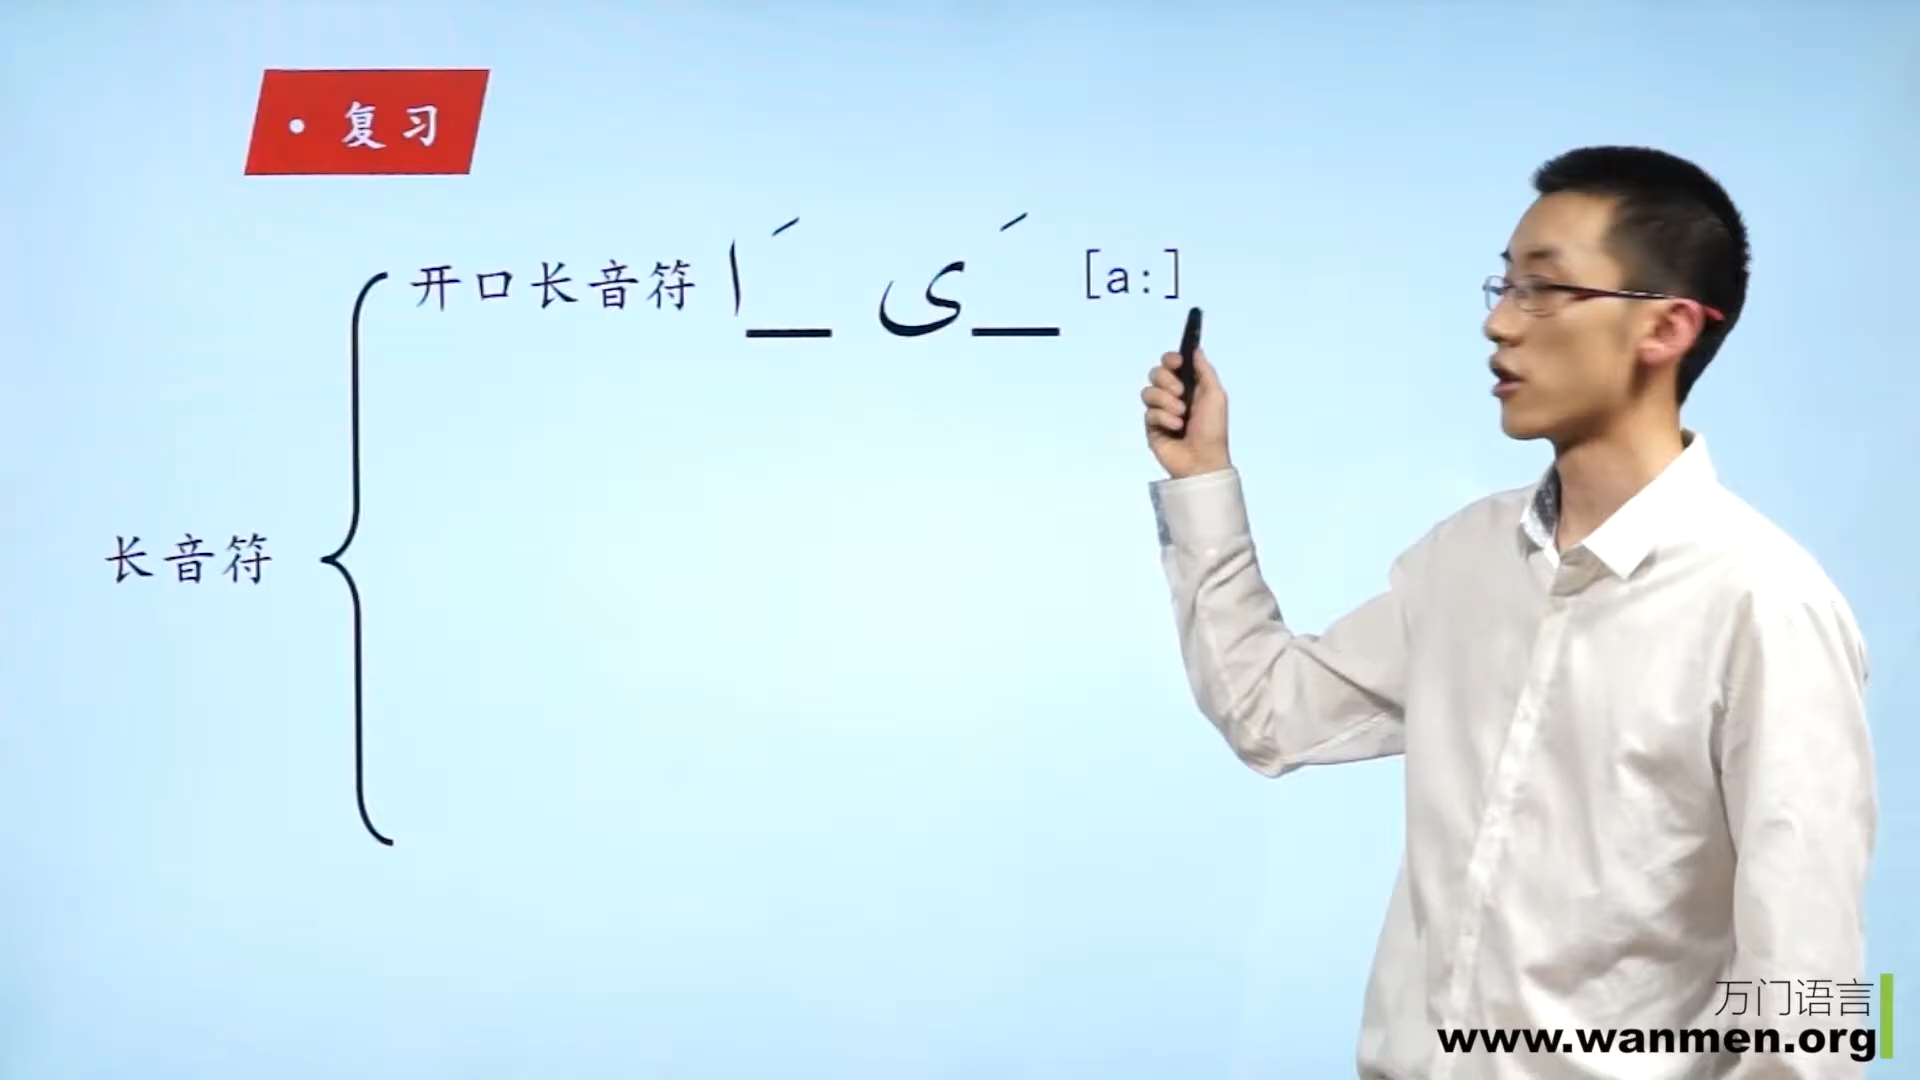 • 复习
开口长音符 ـَا ـَى [a:]
长音符
万门语言
www.wanmen.org